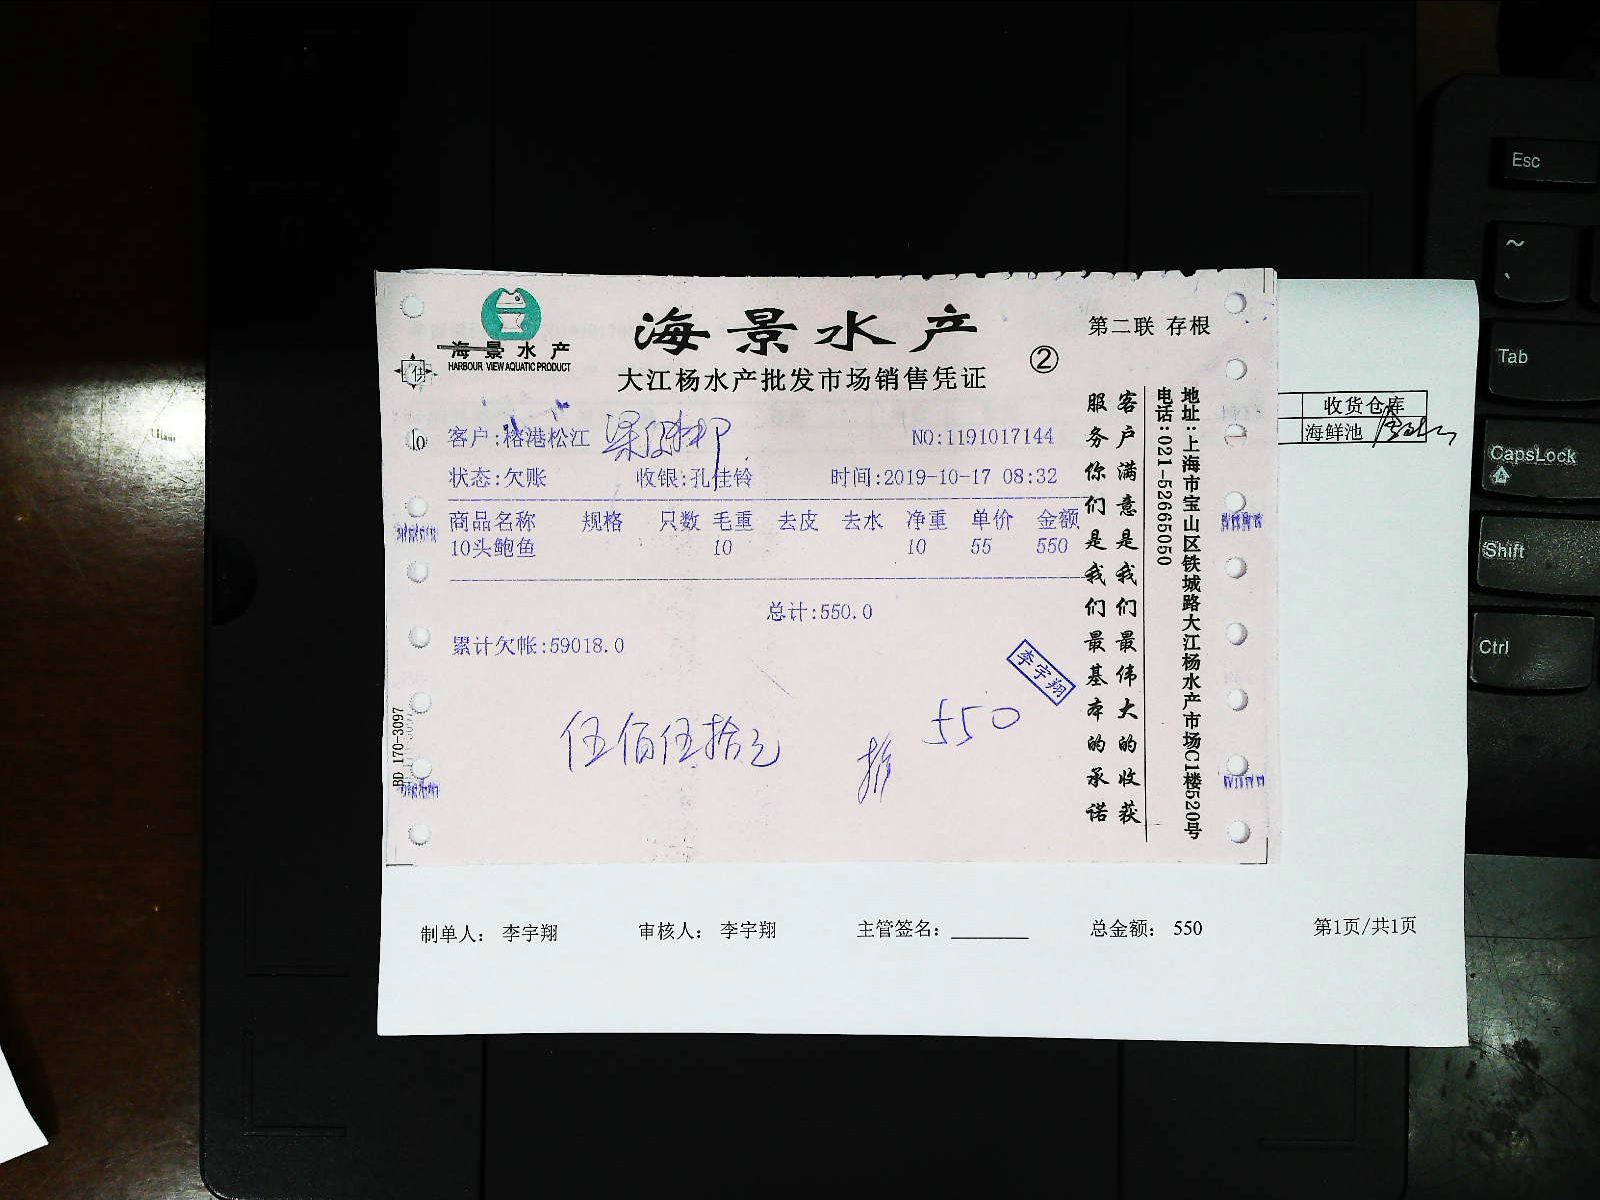 海景水产
HARBOUR VIEW AQUATIC PRODUCT
海景水产
大江杨水产批发市场销售凭证
②
第二联 存根
客户:榕港松江
NO:1191017144
状态:欠账 收银:孔佳铃 时间:2019-10-17 08:32
商品名称 规格 只数 毛重 去皮 去水 净重 单价 金额
10头鲍鱼 10 10 55 550
总计:550.0
累计欠帐:59018.0
李宇翔
伍佰伍拾元
550
客户满意是我们最伟大的收获
服务你们是我们最基本的承诺
地址:上海市宝山区铁城路大江杨水产市场C1楼520号
电话:021-52665050
BD 170-3097
收货仓库
海鲜池
制单人: 李宇翔 审核人: 李宇翔 主管签名: 总金额: 550 第1页/共1页
Esc
~
Tab
CapsLock
Shift
Ctrl